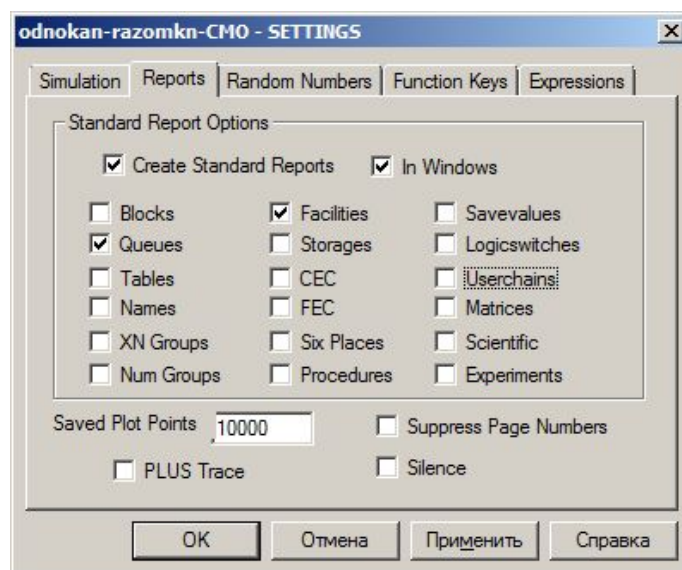 odnokan-razomkn-CMO - SETTINGS
Simulation Reports Random Numbers Function Keys Expressions
Standard Report Options
Create Standard Reports In Windows
Blocks Facilities Savevalues
Queues Storages Logicswitches
Tables CEC Userchains
Names FEC Matrices
XN Groups Six Places Scientific
Num Groups Procedures Experiments
Saved Plot Points 10000 Suppress Page Numbers
PLUS Trace Silence
OK Отмена Применить Справка